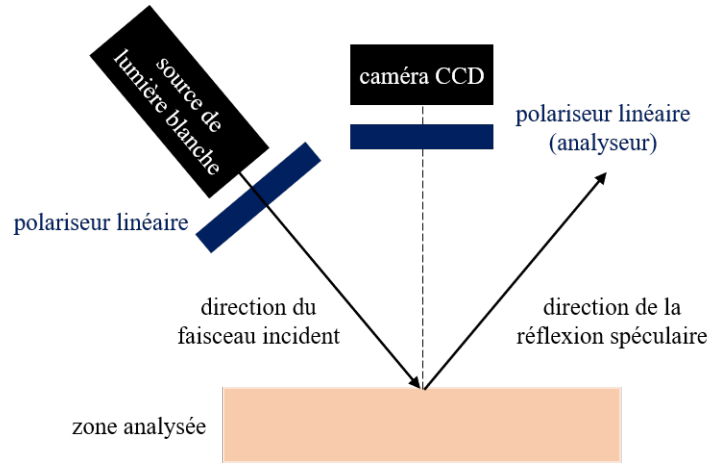 source de
lumière blanche
caméra CCD
polariseur linéaire
(analyseur)
polariseur linéaire
direction du
faisceau incident
direction de la
réflexion spéculaire
zone analysée